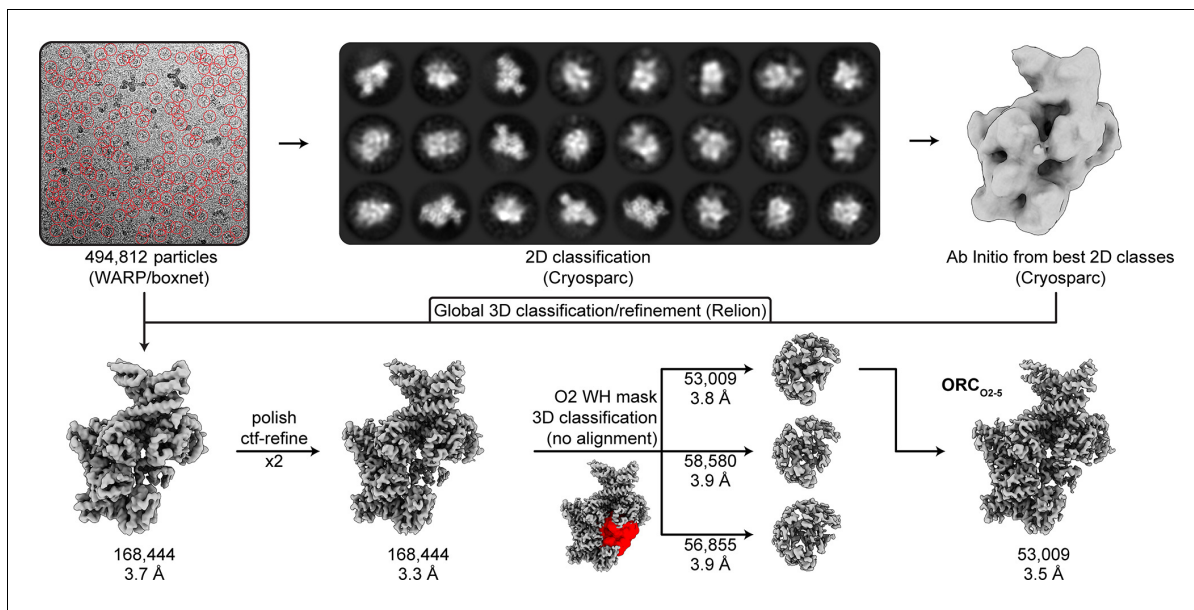 494,812 particles
(WARP/boxnet)
2D classification
(Cryosparc)
Ab Initio from best 2D classes
(Cryosparc)
Global 3D classification/refinement (Relion)
168,444
3.7 Å
polish
ctf-refine
x2
168,444
3.3 Å
O2 WH mask
3D classification
(no alignment)
53,009
3.8 Å
58,580
3.9 Å
56,855
3.9 Å
ORCO2-5
53,009
3.5 Å